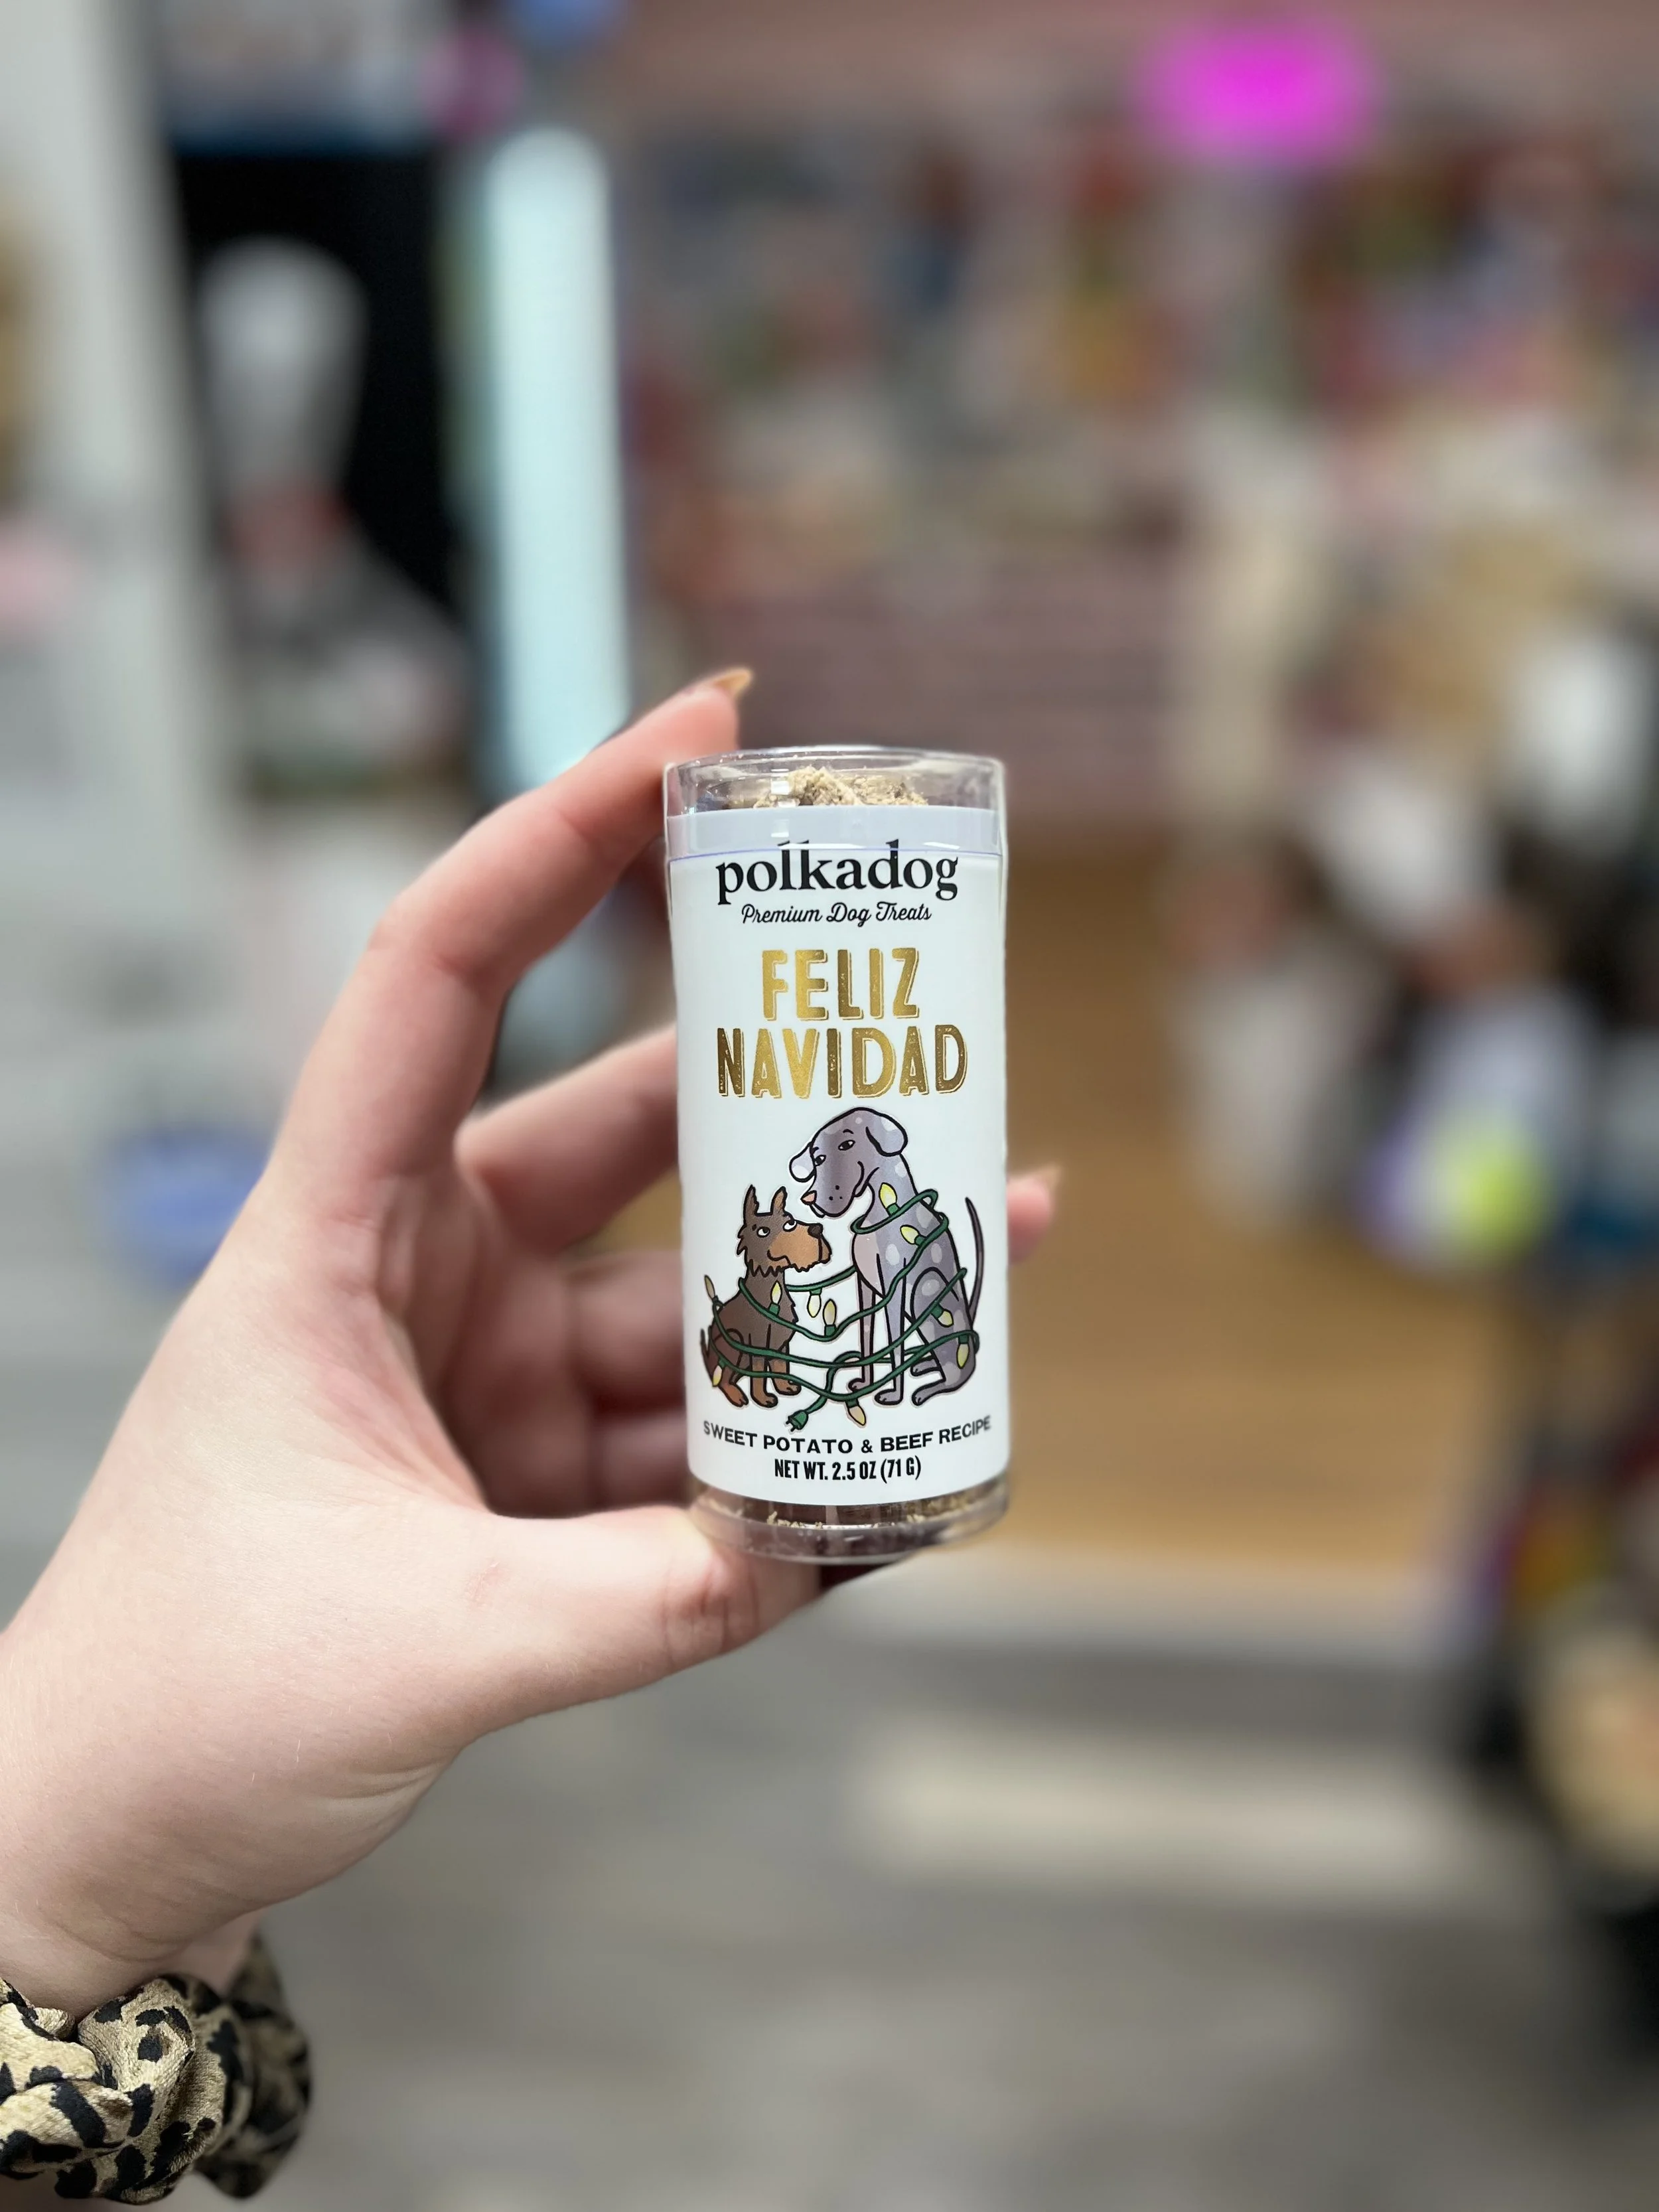 polkadog
Premium Dog Treats
FELIZ
NAVIDAD
SWEET POTATO & BEEF RECIPE
NET WT. 2.5 OZ (71 G)